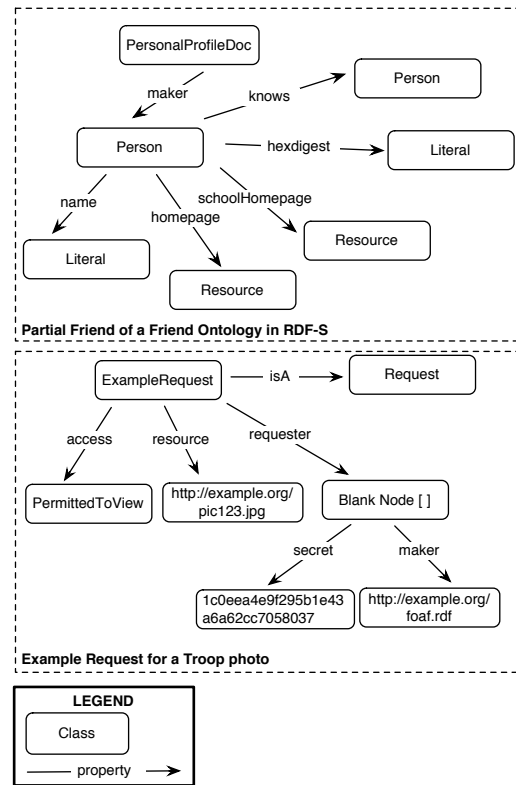 PersonalProfileDoc
maker
knows
Person
Person
hexdigest
Literal
name
schoolHomepage
homepage
Literal
Resource
Resource
Partial Friend of a Friend Ontology in RDF-S
ExampleRequest
isA
Request
access
resource
requester
PermittedToView
http://example.org/
pic123.jpg
Blank Node [ ]
secret
maker
1c0eea4e9f295b1e43
a6a62cc7058037
http://example.org/
foaf.rdf
Example Request for a Troop photo
LEGEND
Class
property